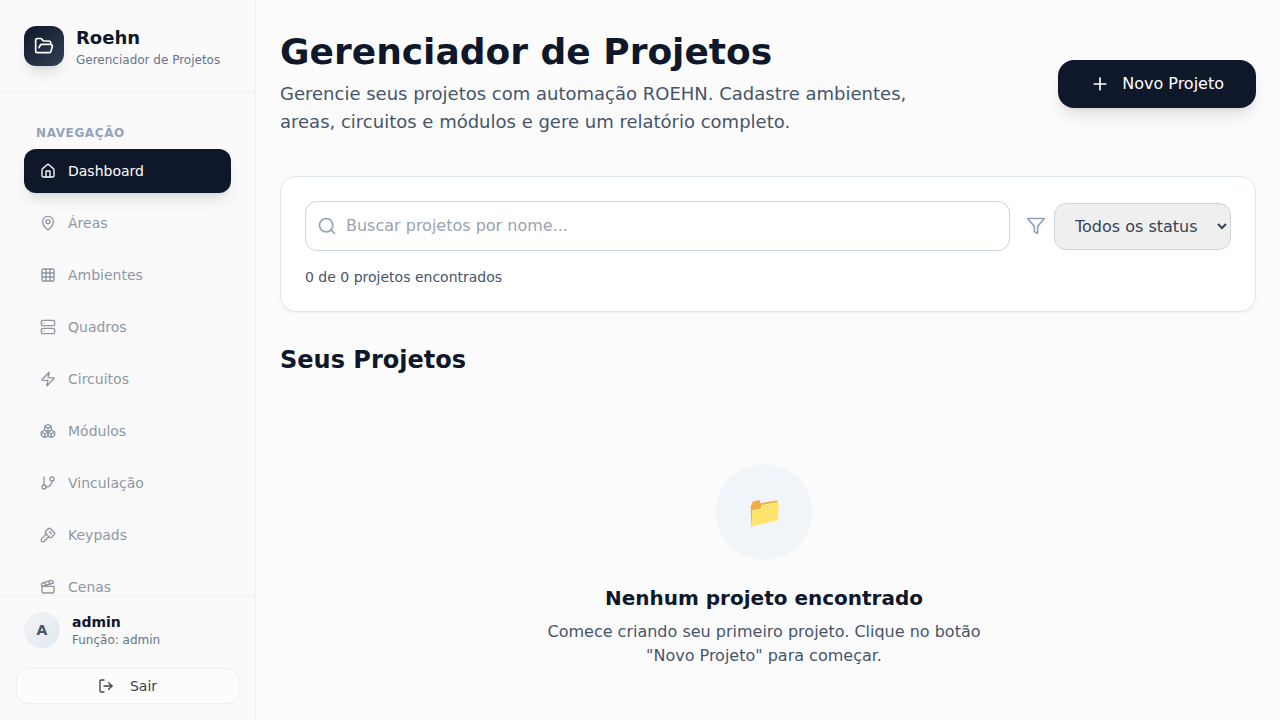 Roehn
Gerenciador de Projetos
NAVEGAÇÃO
Dashboard
Áreas
Ambientes
Quadros
Circuitos
Módulos
Vinculação
Keypads
Cenas
A
admin
Função: admin
Sair
Gerenciador de Projetos
Gerencie seus projetos com automação ROEHN. Cadastre ambientes,
areas, circuitos e módulos e gere um relatório completo.
Novo Projeto
Buscar projetos por nome...
Todos os status
0 de 0 projetos encontrados
Seus Projetos
Nenhum projeto encontrado
Comece criando seu primeiro projeto. Clique no botão
"Novo Projeto" para começar.